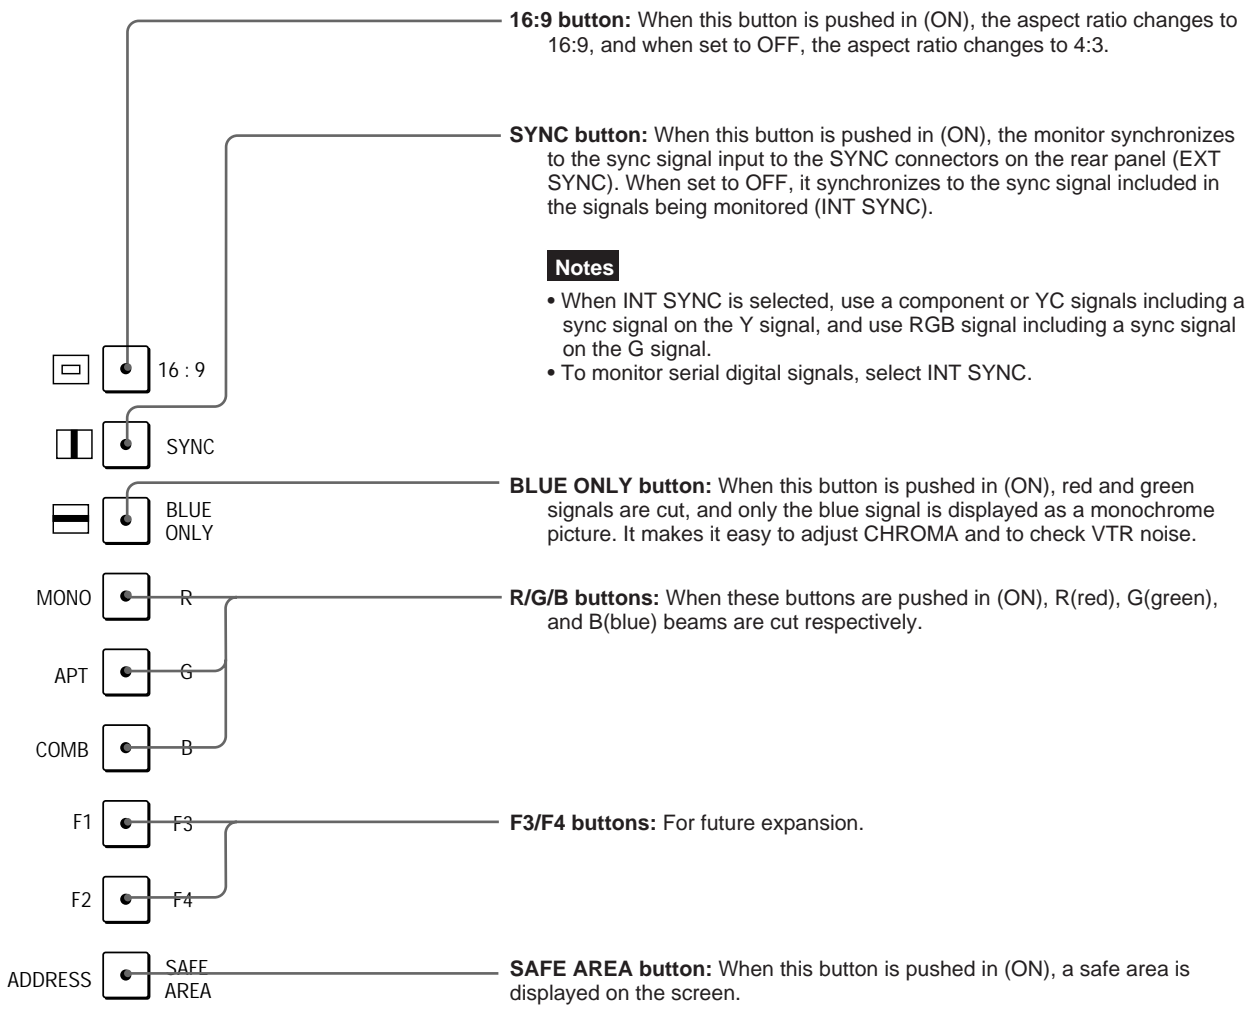 16:9 button: When this button is pushed in (ON), the aspect ratio changes to
16:9, and when set to OFF, the aspect ratio changes to 4:3.
SYNC button: When this button is pushed in (ON), the monitor synchronizes
to the sync signal input to the SYNC connectors on the rear panel (EXT
SYNC). When set to OFF, it synchronizes to the sync signal included in
the signals being monitored (INT SYNC).
Notes
• When INT SYNC is selected, use a component or YC signals including a
sync signal on the Y signal, and use RGB signal including a sync signal
on the G signal.
• To monitor serial digital signals, select INT SYNC.
16 : 9
SYNC
BLUE
ONLY
BLUE ONLY button: When this button is pushed in (ON), red and green
signals are cut, and only the blue signal is displayed as a monochrome
picture. It makes it easy to adjust CHROMA and to check VTR noise.
MONO R
R/G/B buttons: When these buttons are pushed in (ON), R(red), G(green),
and B(blue) beams are cut respectively.
APT G
COMB B
F1 F3
F3/F4 buttons: For future expansion.
F2 F4
ADDRESS SAFE
AREA
SAFE AREA button: When this button is pushed in (ON), a safe area is
displayed on the screen.